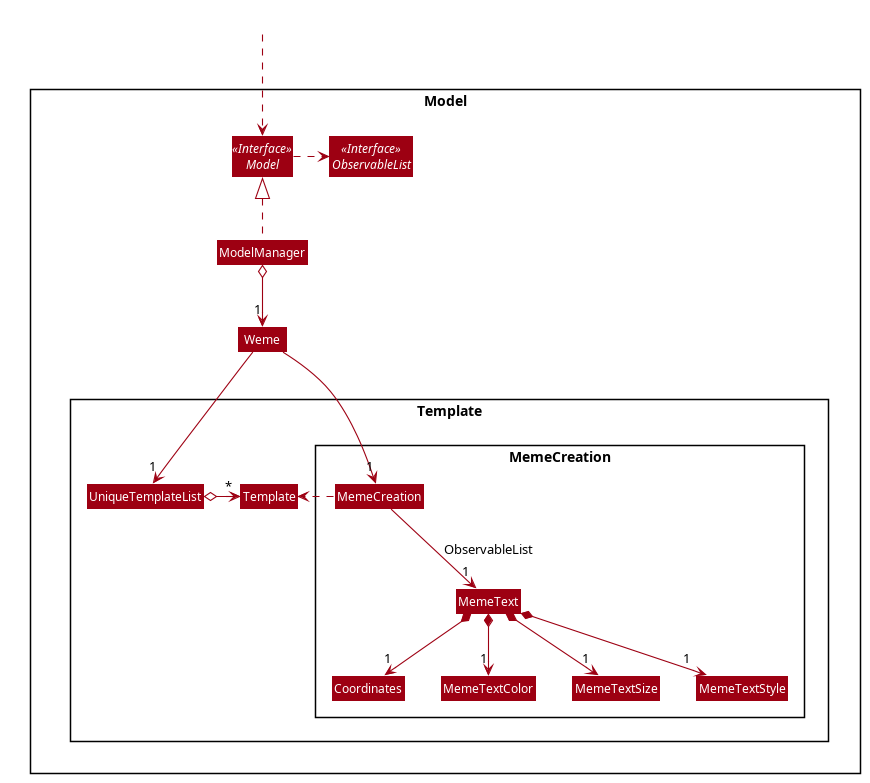 Model
«Interface»
Model
«Interface»
ObservableList
ModelManager
1
Weme
Template
MemeCreation
1
1
UniqueTemplateList
*
Template
MemeCreation
ObservableList
1
MemeText
1
1
1
1
Coordinates
MemeTextColor
MemeTextSize
MemeTextStyle